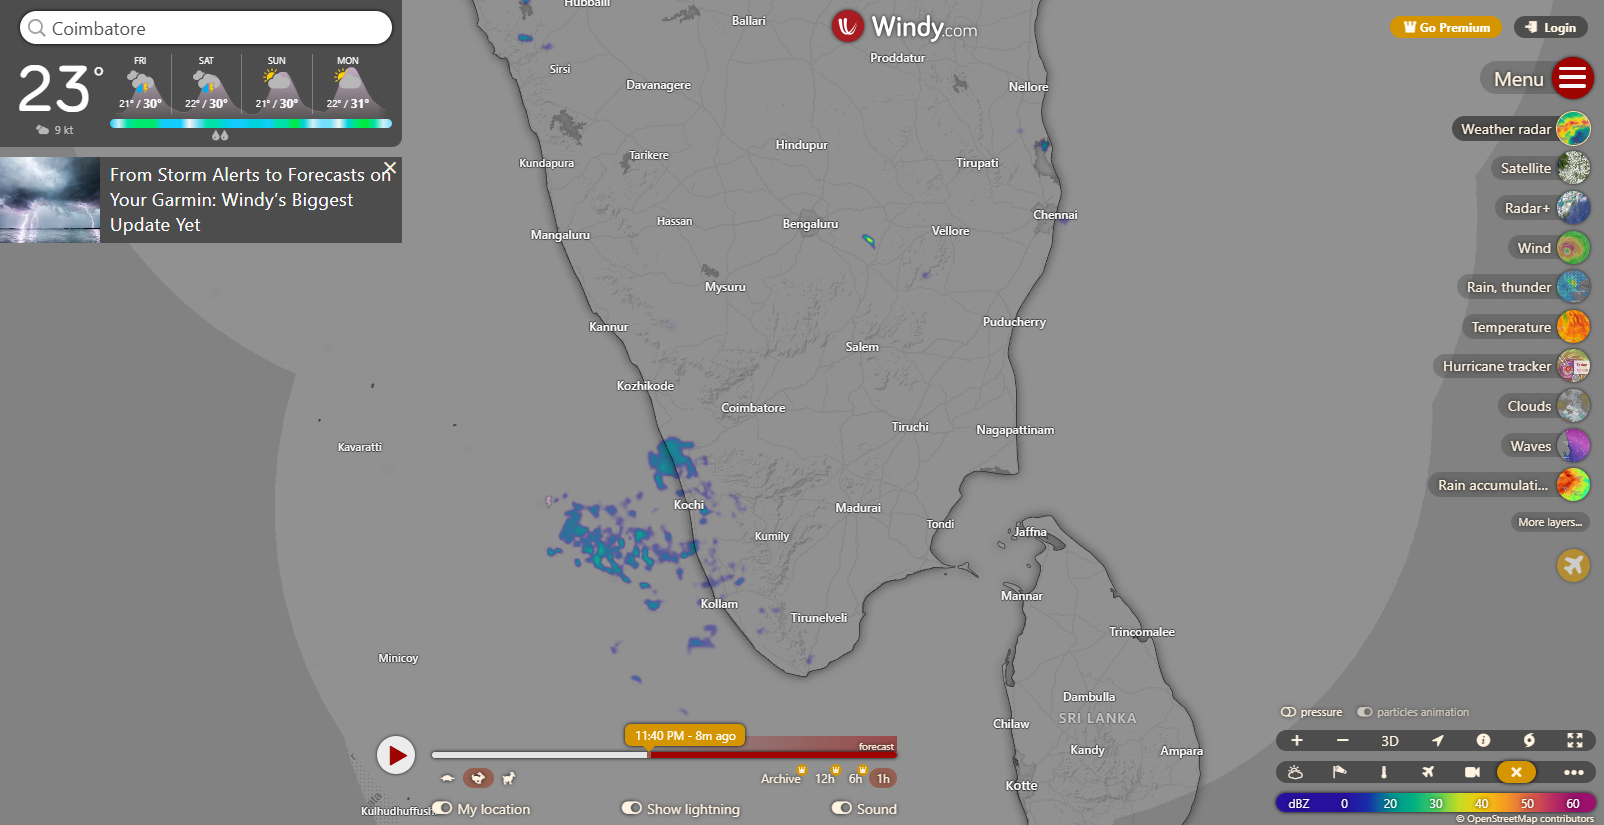 Coimbatore
23°
9 kt
FRI
21° / 30°
SAT
22° / 30°
SUN
21° / 30°
MON
22° / 31°
From Storm Alerts to Forecasts on
Your Garmin: Windy’s Biggest
Update Yet
Windy.com
Go Premium
Login
Menu
Weather radar
Satellite
Radar+
Wind
Rain, thunder
Temperature
Hurricane tracker
Clouds
Waves
Rain accumulati...
More layers...
Hubballi
Ballari
Proddatur
Sirsi
Davanagere
Nellore
Hindupur
Kundapura
Tarikere
Tirupati
Chennai
Hassan
Bengaluru
Vellore
Mangaluru
Mysuru
Kannur
Puducherry
Salem
Kozhikode
Coimbatore
Tiruchi
Nagapattinam
Kavaratti
Kochi
Madurai
Tondi
Jaffna
Kumily
Mannar
Kollam
Tirunelveli
Trincomalee
Minicoy
Dambulla
SRI LANKA
Chilaw
Kandy
Ampara
Kotte
Kulhudhuffush
11:40 PM - 8m ago
forecast
Archive
12h
6h
1h
My location
Show lightning
Sound
pressure
particles animation
3D
dBZ 0 20 30 40 50 60
© OpenStreetMap contributors